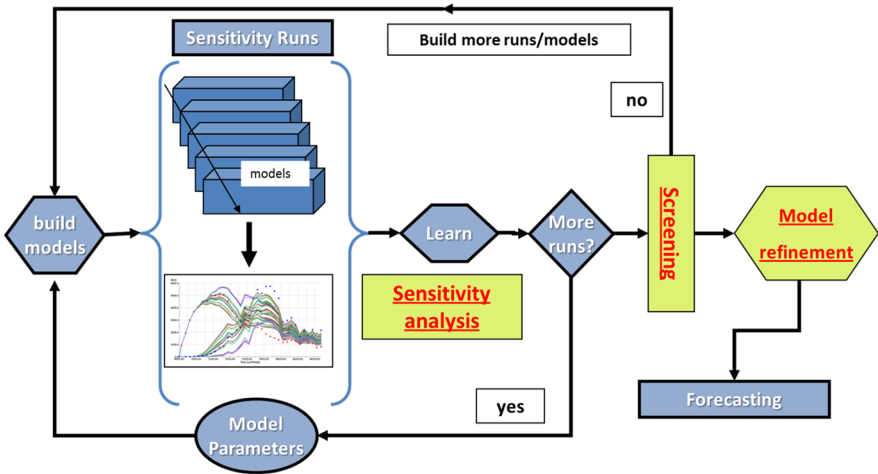 Build more runs/models
Sensitivity Runs
no
models
build
models
Learn
More
runs?
Screening
Model
refinement
Sensitivity
analysis
yes
Forecasting
Model
Parameters